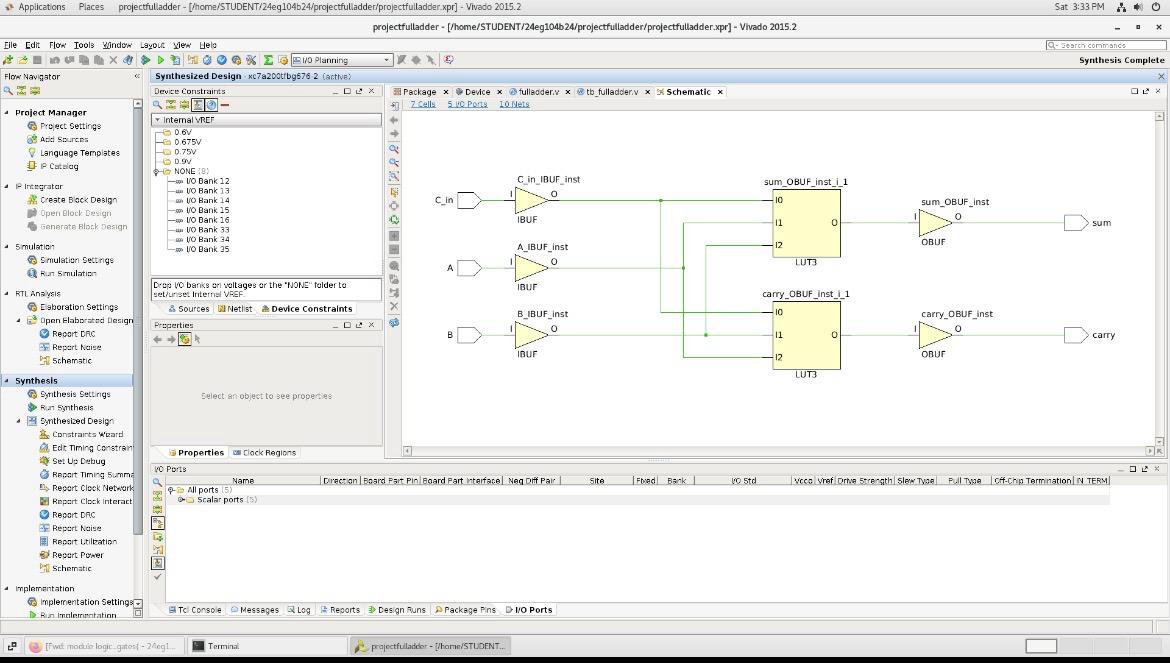 Applications Places projectfulladder - [/home/STUDENT/24eg104b24/projectfulladder/projectfulladder.xpr] - Vivado 2015.2 Sat 3:33 PM
projectfulladder - [/home/STUDENT/24eg104b24/projectfulladder/projectfulladder.xpr] - Vivado 2015.2
File Edit Flow Tools Window Layout View Help Search commands
I/O Planning Synthesis Complete
Flow Navigator
Project Manager
Project Settings
Add Sources
Language Templates
IP Catalog
IP Integrator
Create Block Design
Open Block Design
Generate Block Design
Simulation
Simulation Settings
Run Simulation
RTL Analysis
Elaboration Settings
Open Elaborated Design
Report DRC
Report Noise
Schematic
Synthesis
Synthesis Settings
Run Synthesis
Synthesized Design
Constraints Wizard
Edit Timing Constrain
Set Up Debug
Report Timing Summa
Report Clock Network
Report Clock Interact
Report DRC
Report Noise
Report Utilization
Report Power
Schematic
Implementation
Implementation Settings
Run Implementation
Synthesized Design - xc7a200tfbg676-2 (active)
Device Constraints
Internal VREF
0.6V
0.675V
0.75V
0.9V
NONE (8)
I/O Bank 12
I/O Bank 13
I/O Bank 14
I/O Bank 15
I/O Bank 16
I/O Bank 33
I/O Bank 34
I/O Bank 35
Drop I/O banks on voltages or the "NONE" folder to
set/unset Internal VREF.
Sources Netlist Device Constraints
Properties
Select an object to see properties
Properties Clock Regions
Package Device fulladder.v tb_fulladder.v Schematic
7 Cells 5 I/O Ports 10 Nets
C_in_IBUF_inst
C_in I O
IBUF
A_IBUF_inst
A I O
IBUF
B_IBUF_inst
B I O
IBUF
sum_OBUF_inst_i_1
I0
I1 O
I2
LUT3
carry_OBUF_inst_i_1
I0
I1 O
I2
LUT3
sum_OBUF_inst
I O sum
OBUF
carry_OBUF_inst
I O carry
OBUF
I/O Ports
Name Direction Board Part Pin Board Part Interface Neg Diff Pair Site Fixed Bank I/O Std Vcco Vref Drive Strength Slew Type Pull Type Off-Chip Termination IN_TERM
All ports (5)
Scalar ports (5)
Tcl Console Messages Log Reports Design Runs Package Pins I/O Ports
[Fwd: module logic_gates( - 24eg1... Terminal projectfulladder - [/home/STUDENT...